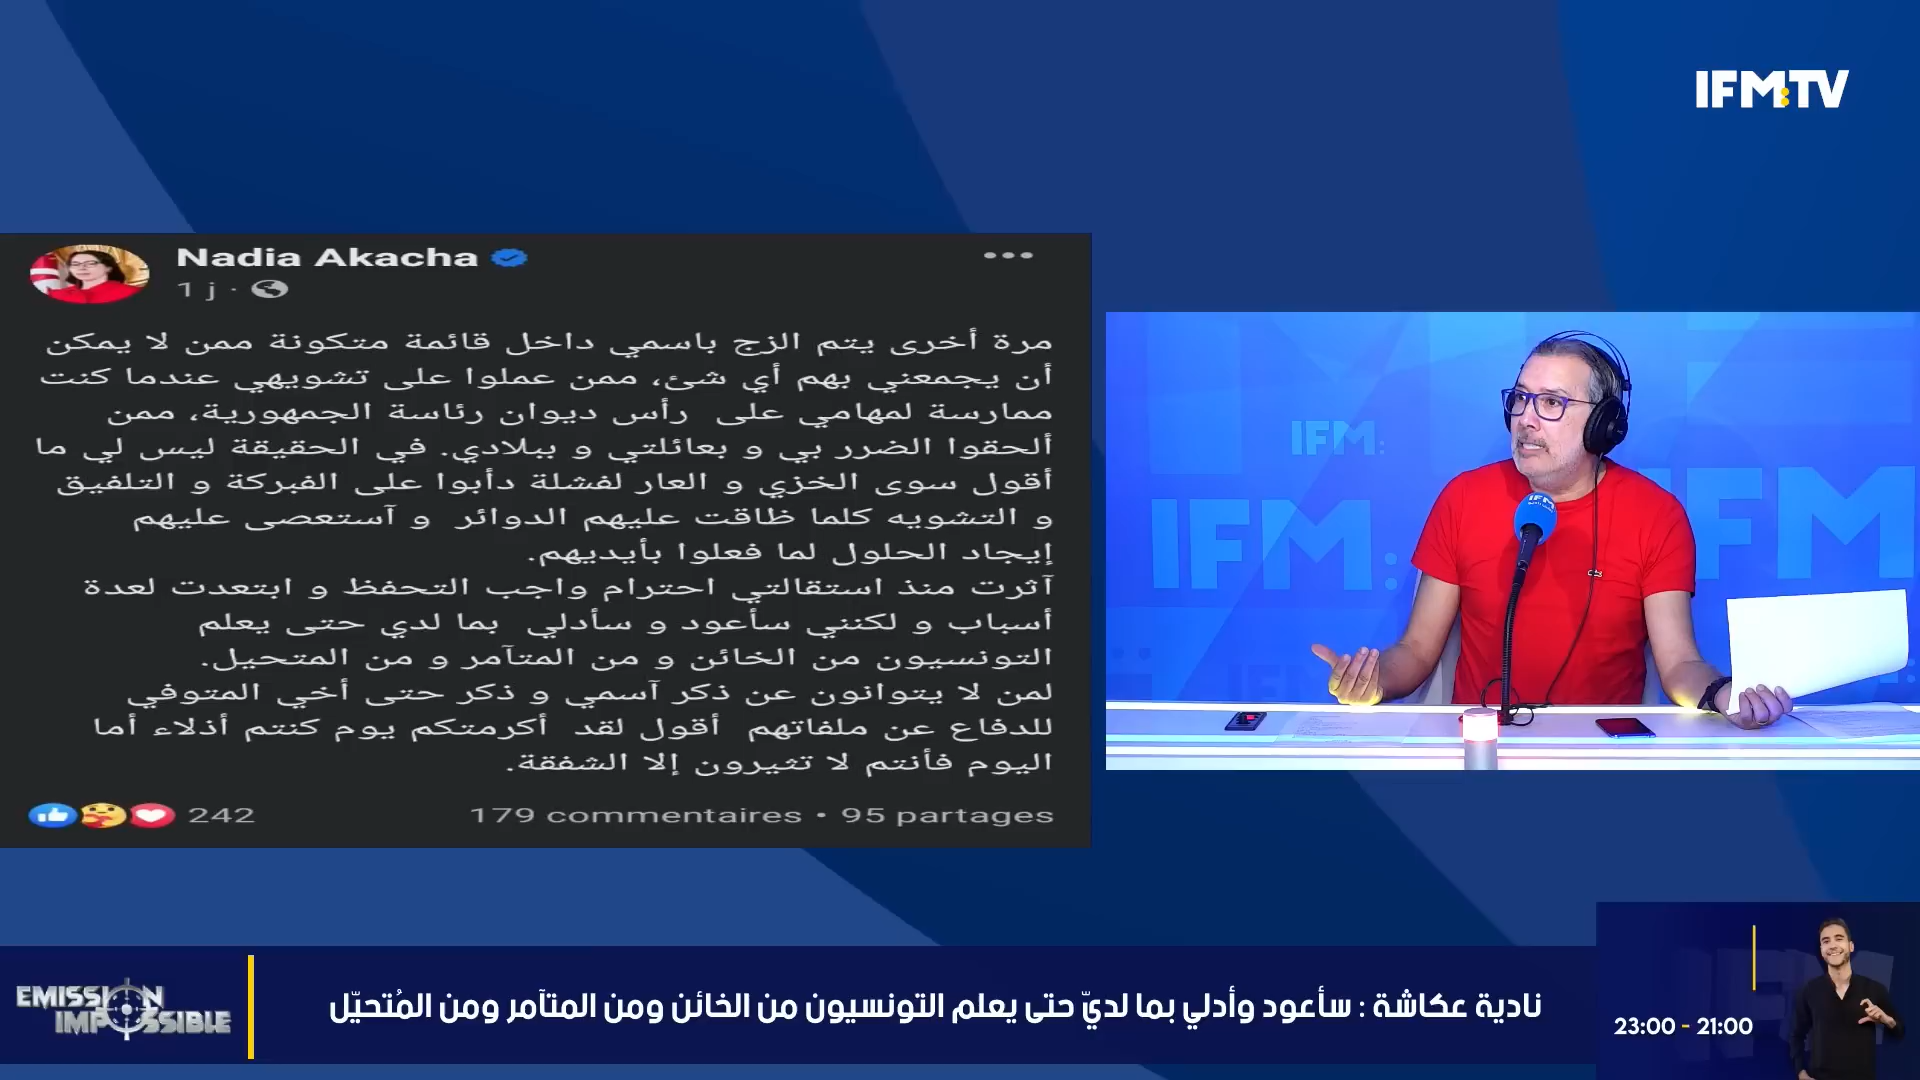 IFM:TV
Nadia Akacha
1 j ·
مرة أخرى يتم الزج باسمي داخل قائمة متكونة ممن لا يمكن
أن يجمعني بهم أي شئ، ممن عملوا على تشويهي عندما كنت
ممارسة لمهامي على رأس ديوان رئاسة الجمهورية، ممن
ألحقوا الضرر بي و بعائلتي و ببلادي. في الحقيقة ليس لي ما
أقول سوى الخزي و العار لفشلة دأبوا على الفبركة و التلفيق
و التشويه كلما ظاقت عليهم الدوائر و آستعصى عليهم
إيجاد الحلول لما فعلوا بأيديهم.
آثرت منذ استقالتي احترام واجب التحفظ و ابتعدت لعدة
أسباب و لكنني سأعود و سأدلي بما لدي حتى يعلم
التونسيون من الخائن و من المتآمر و من المتحيل.
لمن لا يتوانون عن ذكر آسمي و ذكر حتى أخي المتوفي
للدفاع عن ملفاتهم أقول لقد أكرمتكم يوم كنتم أذلاء أما
اليوم فأنتم لا تثيرون إلا الشفقة.
242
179 commentaires • 95 partages
IFM:
IFM:
IFM
IFM
EMISSION
IMPOSSIBLE
نادية عكاشة : سأعود وأدلي بما لديّ حتى يعلم التونسيون من الخائن ومن المتآمر ومن المُتحيّل
23:00 - 21:00